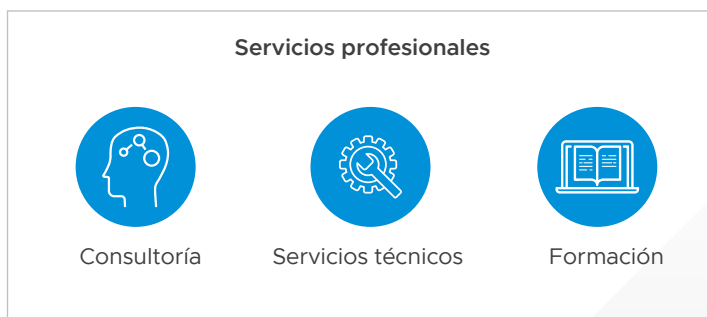 Servicios profesionales
Consultoría
Servicios técnicos
Formación